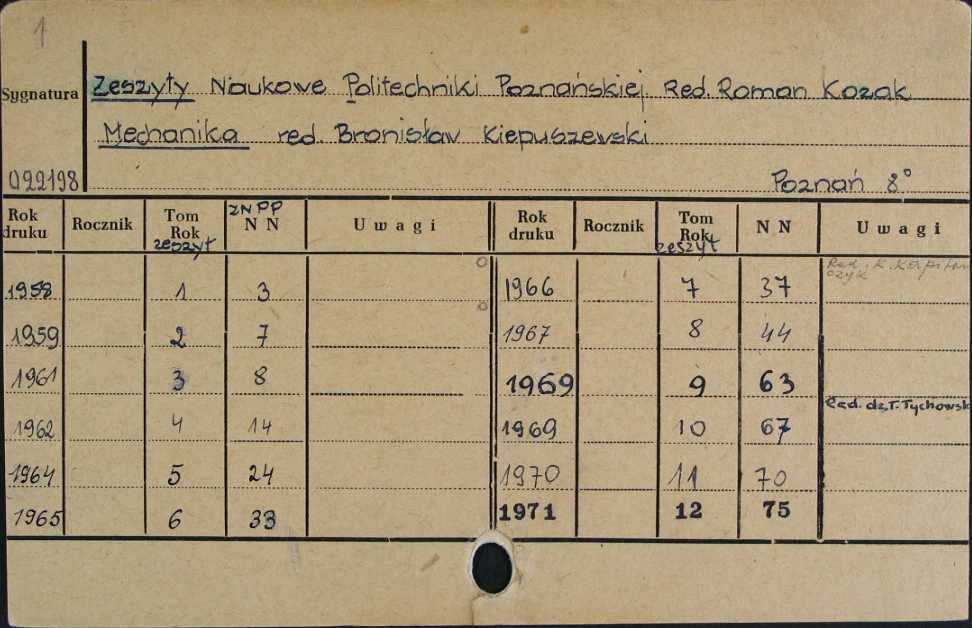 1
Sygnatura Zeszyty Naukowe Politechniki Poznańskiej. Red. Roman Kozak
Mechanika red. Bronisław Kiepuszewski
022198 Poznań 8°
Rok druku Rocznik Tom Rok zeszyt ZNPP NN Uwagi Rok druku Rocznik Tom Rok zeszyt NN Uwagi
1958 1 3 1966 7 37 Red. K.
1959 2 7 1967 8 44
1961 3 8 1969 9 63
1962 4 14 1969 10 67 Red. dz. T. Tychowsk
1964 5 24 1970 11 70
1965 6 33 1971 12 75